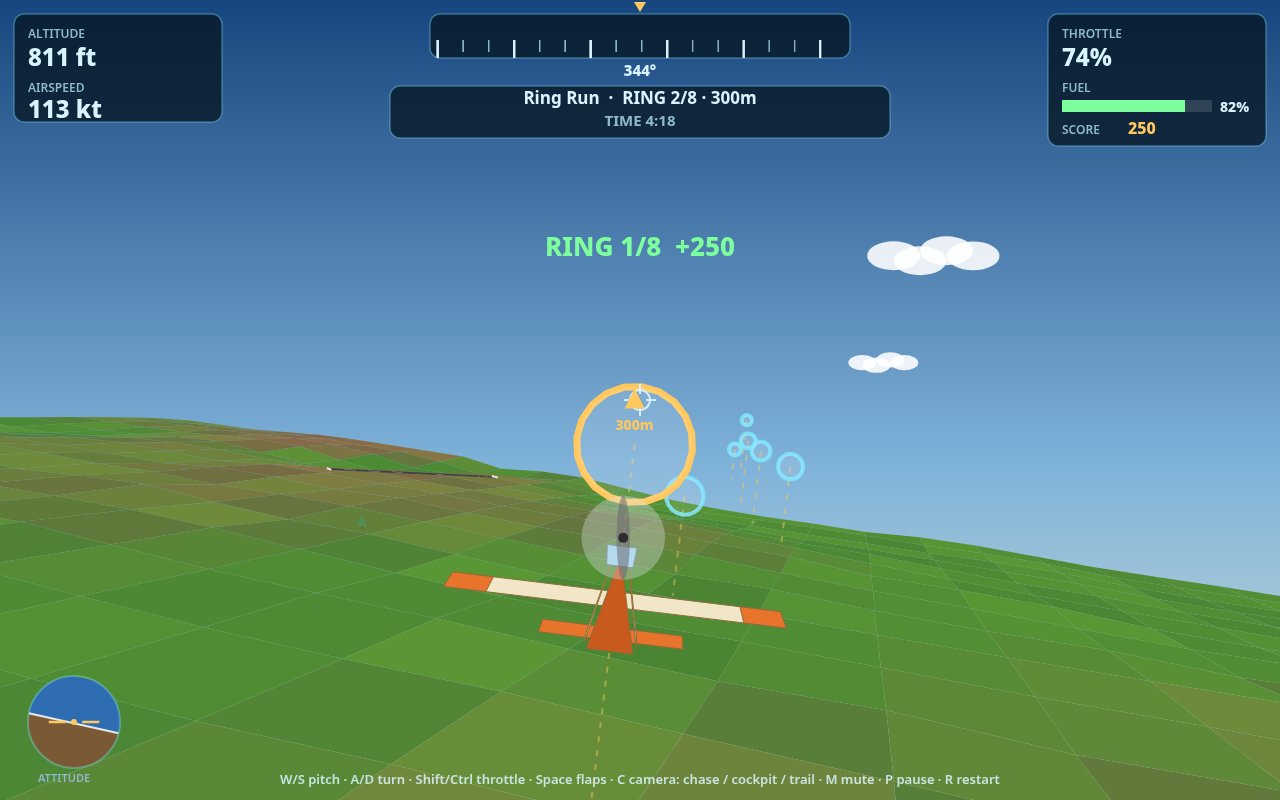 ALTITUDE
811 ft
AIRSPEED
113 kt
344°
Ring Run · RING 2/8 · 300m
TIME 4:18
THROTTLE
74%
FUEL
82%
SCORE 250
RING 1/8 +250
300m
ATTITUDE
W/S pitch · A/D turn · Shift/Ctrl throttle · Space flaps · C camera: chase / cockpit / trail · M mute · P pause · R restart